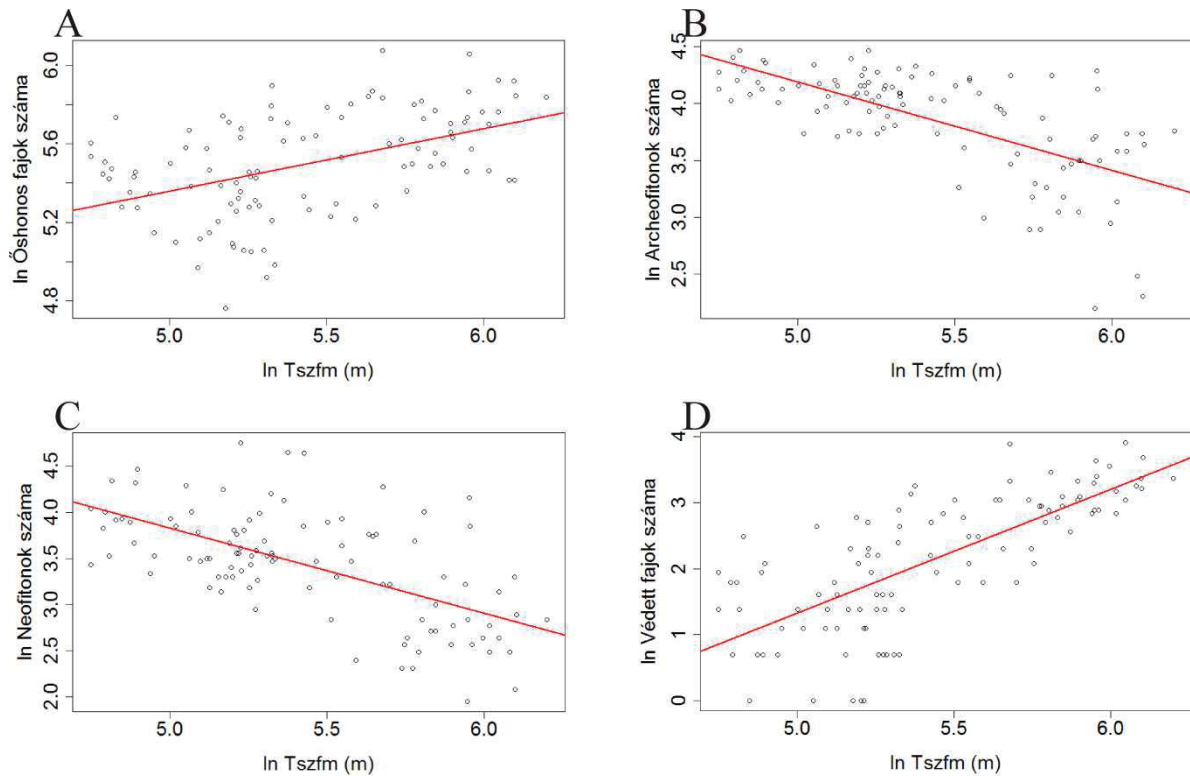 A
ln Őshonos fajok száma
6.0
5.6
5.2
4.8
5.0 5.5 6.0
ln Tszfm (m)
B
ln Archeofitonok száma
4.5
4.0
3.5
3.0
2.5
5.0 5.5 6.0
ln Tszfm (m)
C
ln Neofitonok száma
4.5
4.0
3.5
3.0
2.5
2.0
5.0 5.5 6.0
ln Tszfm (m)
D
ln Védett fajok száma
4
3
2
1
0
5.0 5.5 6.0
ln Tszfm (m)